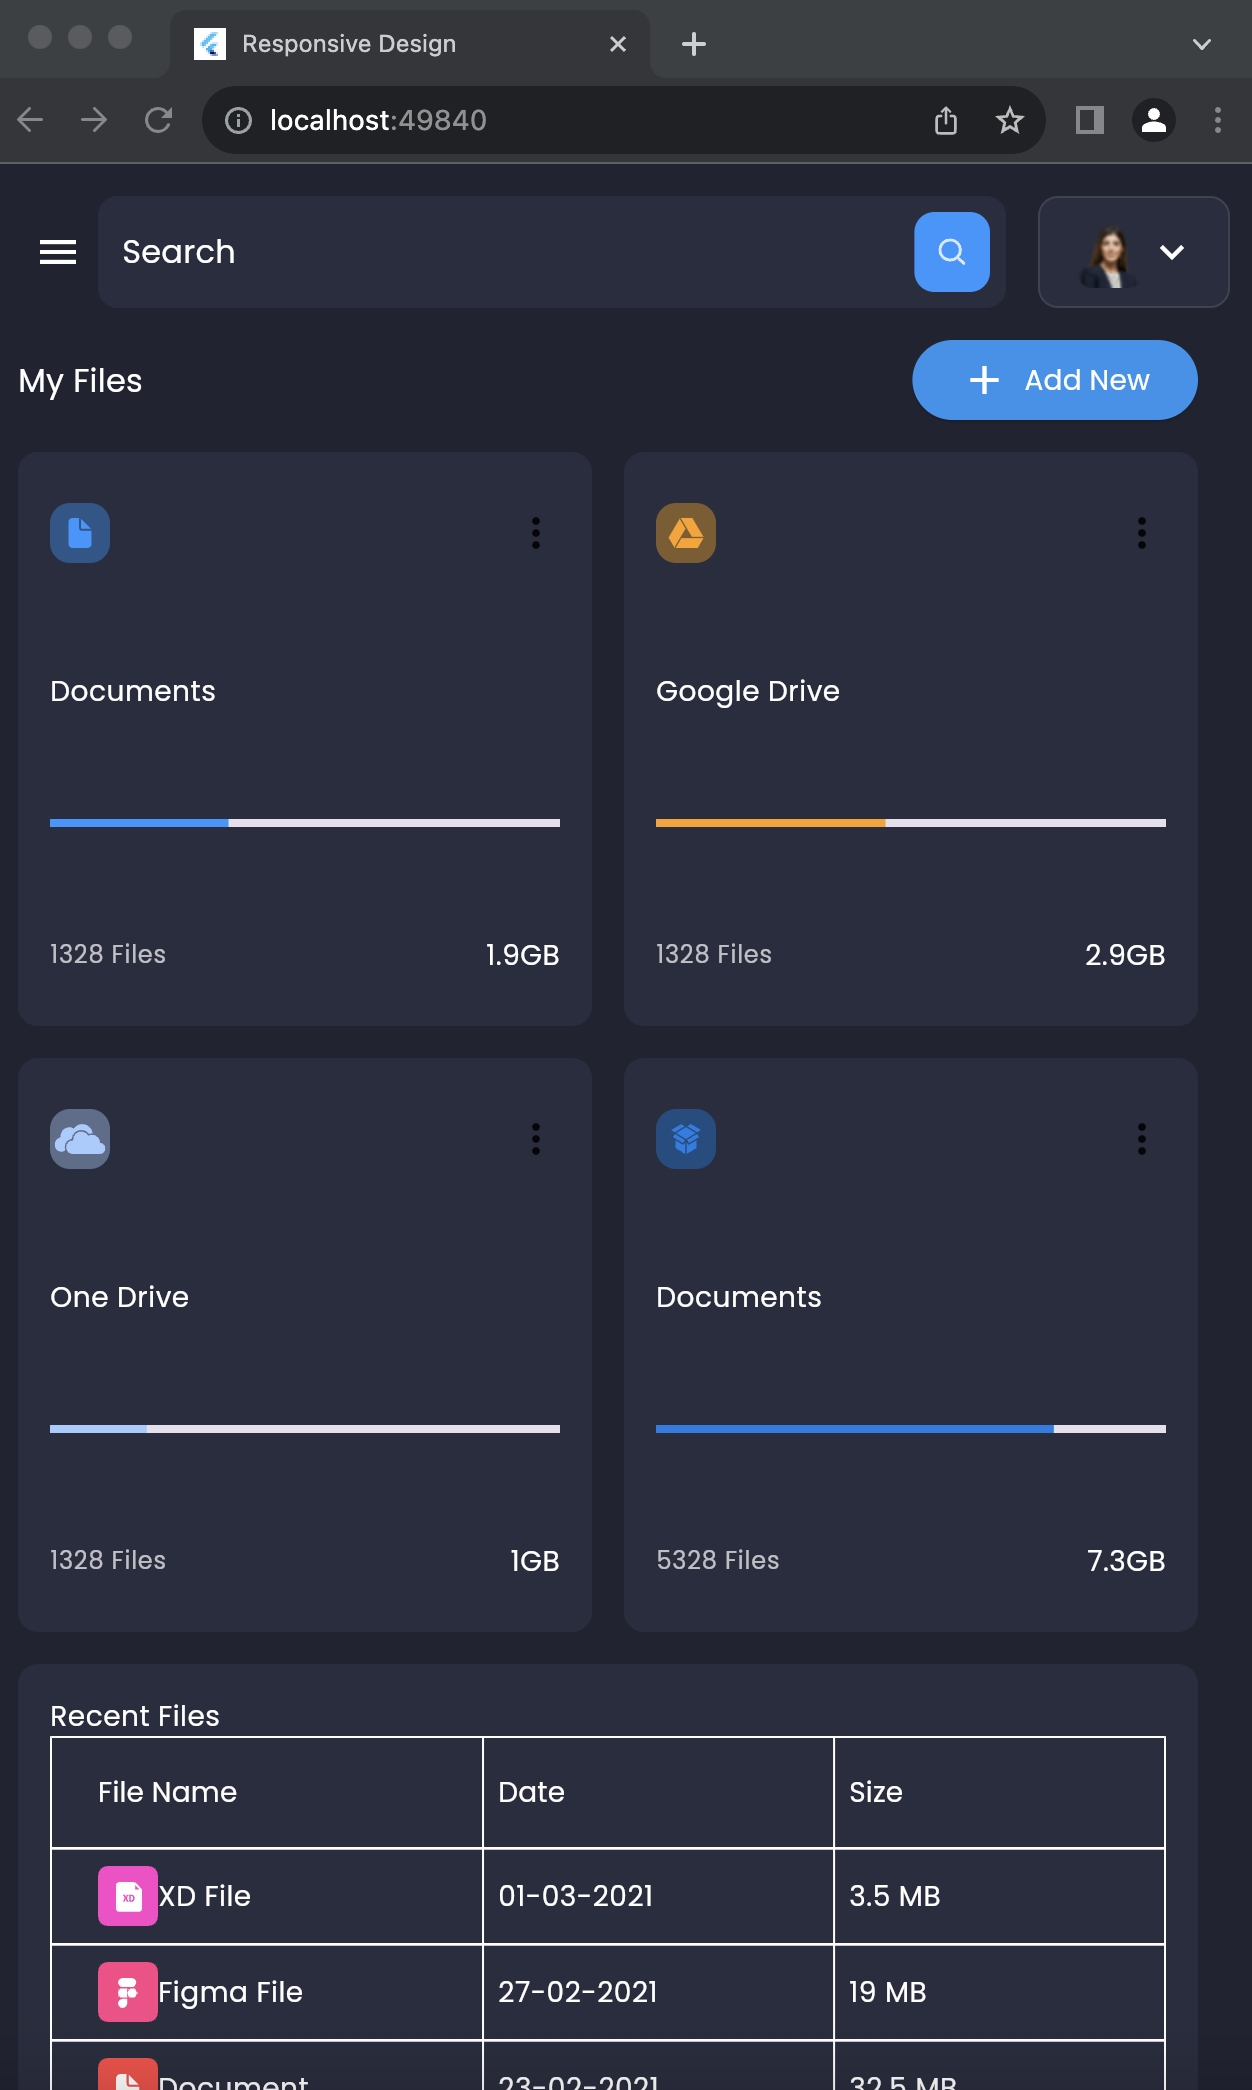 Responsive Design
localhost:49840
Search
My Files
Add New
Documents
Google Drive
1328 Files 1.9GB
1328 Files 2.9GB
One Drive
Documents
1328 Files 1GB
5328 Files 7.3GB
Recent Files
File Name Date Size
XD XD File 01-03-2021 3.5 MB
Figma File 27-02-2021 19 MB
Document 23-02-2021 32.5 MB